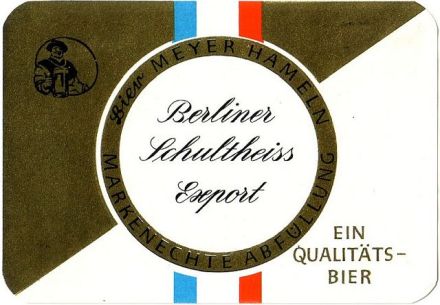 Bier MEYER HAMELN
Berliner
Schultheiss
Export
MARKENECHTE ABFÜLLUNG
EIN
QUALITÄTS-
BIER